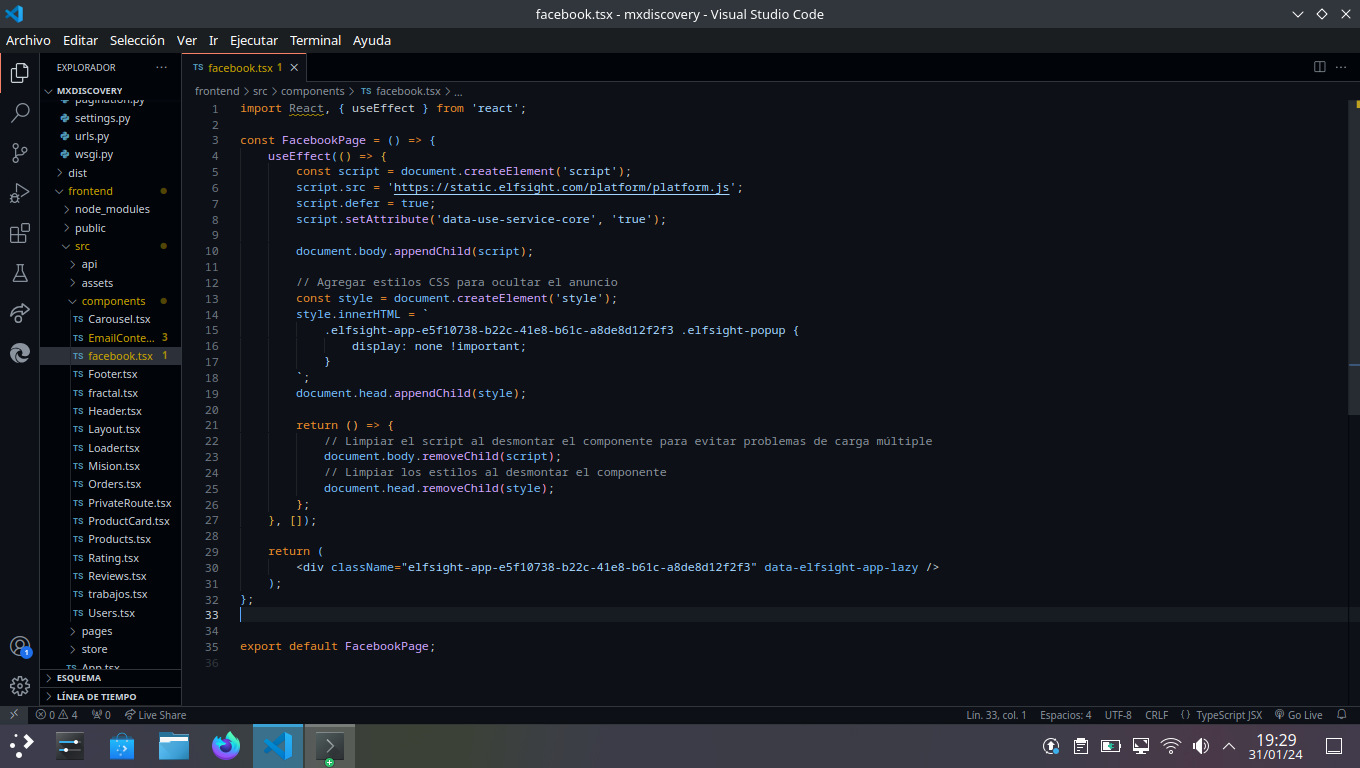 facebook.tsx - mxdiscovery - Visual Studio Code
Archivo Editar Selección Ver Ir Ejecutar Terminal Ayuda
EXPLORADOR ···
MXDISCOVERY
pagination.py
settings.py
urls.py
wsgi.py
dist
frontend
node_modules
public
src
api
assets
components
TS Carousel.tsx
TS EmailConte... 3
TS facebook.tsx 1
TS Footer.tsx
TS fractal.tsx
TS Header.tsx
TS Layout.tsx
TS Loader.tsx
TS Mision.tsx
TS Orders.tsx
TS PrivateRoute.tsx
TS ProductCard.tsx
TS Products.tsx
TS Rating.tsx
TS Reviews.tsx
TS trabajos.tsx
TS Users.tsx
pages
store
TS App.tsx
ESQUEMA
LÍNEA DE TIEMPO
TS facebook.tsx 1
frontend > src > components > TS facebook.tsx > ...
1 import React, { useEffect } from 'react';
2
3 const FacebookPage = () => {
4 useEffect(() => {
5 const script = document.createElement('script');
6 script.src = 'https://static.elfsight.com/platform/platform.js';
7 script.defer = true;
8 script.setAttribute('data-use-service-core', 'true');
9
10 document.body.appendChild(script);
11
12 // Agregar estilos CSS para ocultar el anuncio
13 const style = document.createElement('style');
14 style.innerHTML = `
15 .elfsight-app-e5f10738-b22c-41e8-b61c-a8de8d12f2f3 .elfsight-popup {
16 display: none !important;
17 }
18 `;
19 document.head.appendChild(style);
20
21 return () => {
22 // Limpiar el script al desmontar el componente para evitar problemas de carga múltiple
23 document.body.removeChild(script);
24 // Limpiar los estilos al desmontar el componente
25 document.head.removeChild(style);
26 };
27 }, []);
28
29 return (
30 <div className="elfsight-app-e5f10738-b22c-41e8-b61c-a8de8d12f2f3" data-elfsight-app-lazy />
31 );
32 };
33
34
35 export default FacebookPage;
36
1
0 4 0 Live Share Lín. 33, col. 1 Espacios: 4 UTF-8 CRLF TypeScript JSX Go Live
19:29
31/01/24